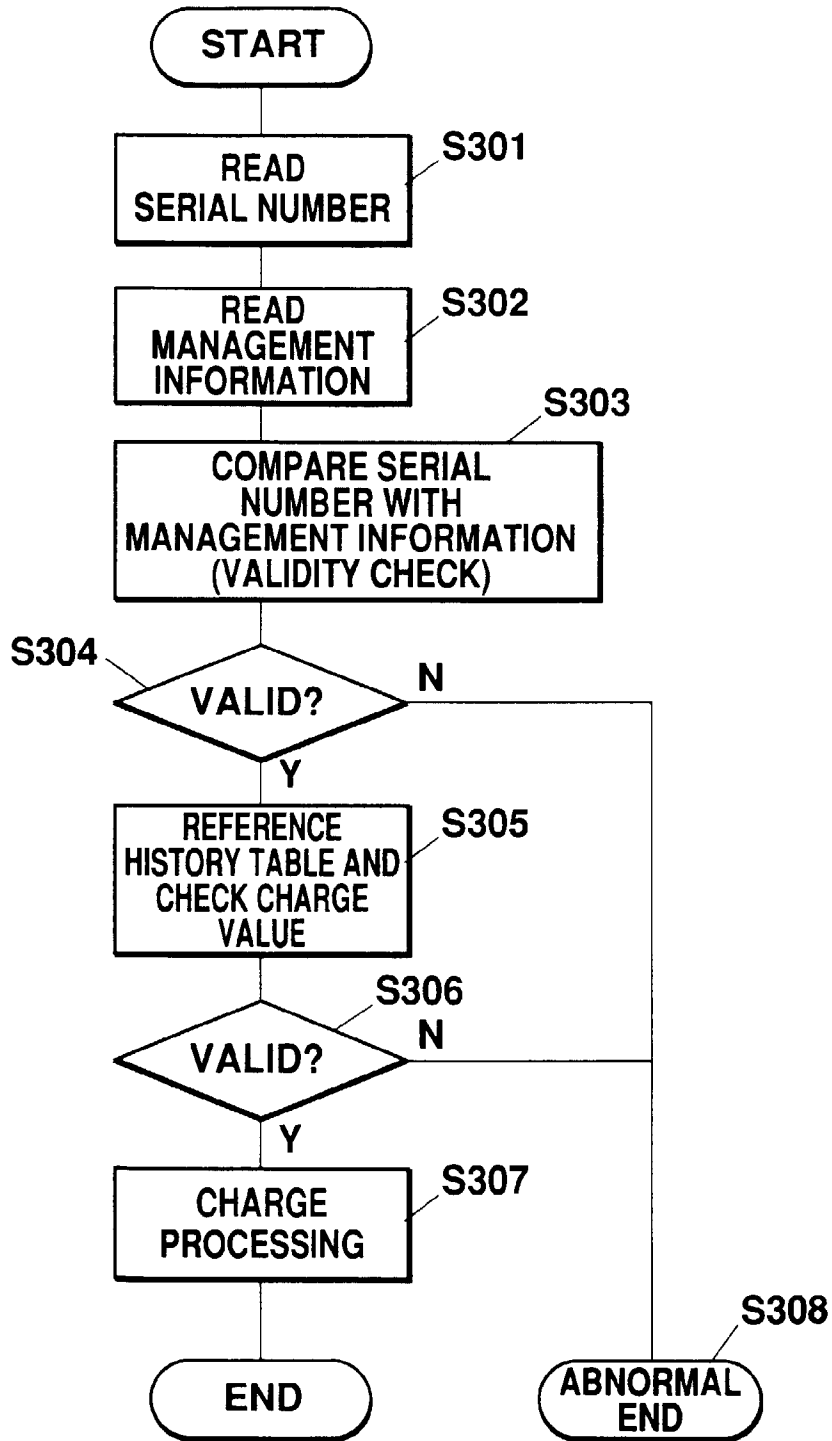 START
S301
READ
SERIAL NUMBER
S302
READ
MANAGEMENT
INFORMATION
S303
COMPARE SERIAL
NUMBER WITH
MANAGEMENT INFORMATION
(VALIDITY CHECK)
S304
VALID?
N
Y
S305
REFERENCE
HISTORY TABLE AND
CHECK CHARGE
VALUE
S306
VALID?
N
Y
S307
CHARGE
PROCESSING
END
S308
ABNORMAL
END